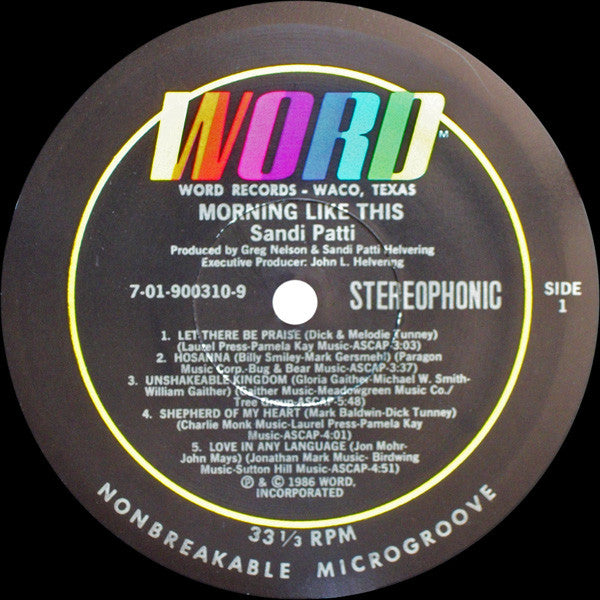 WORD™
WORD RECORDS - WACO, TEXAS
MORNING LIKE THIS
Sandi Patti
Produced by Greg Nelson & Sandi Patti Helvering
Executive Producer: John L. Helvering
7-01-900310-9
STEREOPHONIC
SIDE
1
1. LET THERE BE PRAISE (Dick & Melodie Tunney)
(Laurel Press-Pamela Kay Music-ASCAP-3:03)
2. HOSANNA (Billy Smiley-Mark Gersmehl) (Paragon
Music Corp.-Bug & Bear Music-ASCAP-3:37)
3. UNSHAKEABLE KINGDOM (Gloria Gaither-Michael W. Smith-
William Gaither) (Gaither Music-Meadowgreen Music Co./
Tree Group ASCAP-5:48)
4. SHEPHERD OF MY HEART (Mark Baldwin-Dick Tunney)
(Charlie Monk Music-Laurel Press-Pamela Kay
Music-ASCAP-4:01)
5. LOVE IN ANY LANGUAGE (Jon Mohr-
John Mays) (Jonathan Mark Music- Birdwing
Music-Sutton Hill Music-ASCAP-4:51)
℗ & © 1986 WORD,
INCORPORATED
33 1/3 RPM
NONBREAKABLE MICROGROOVE